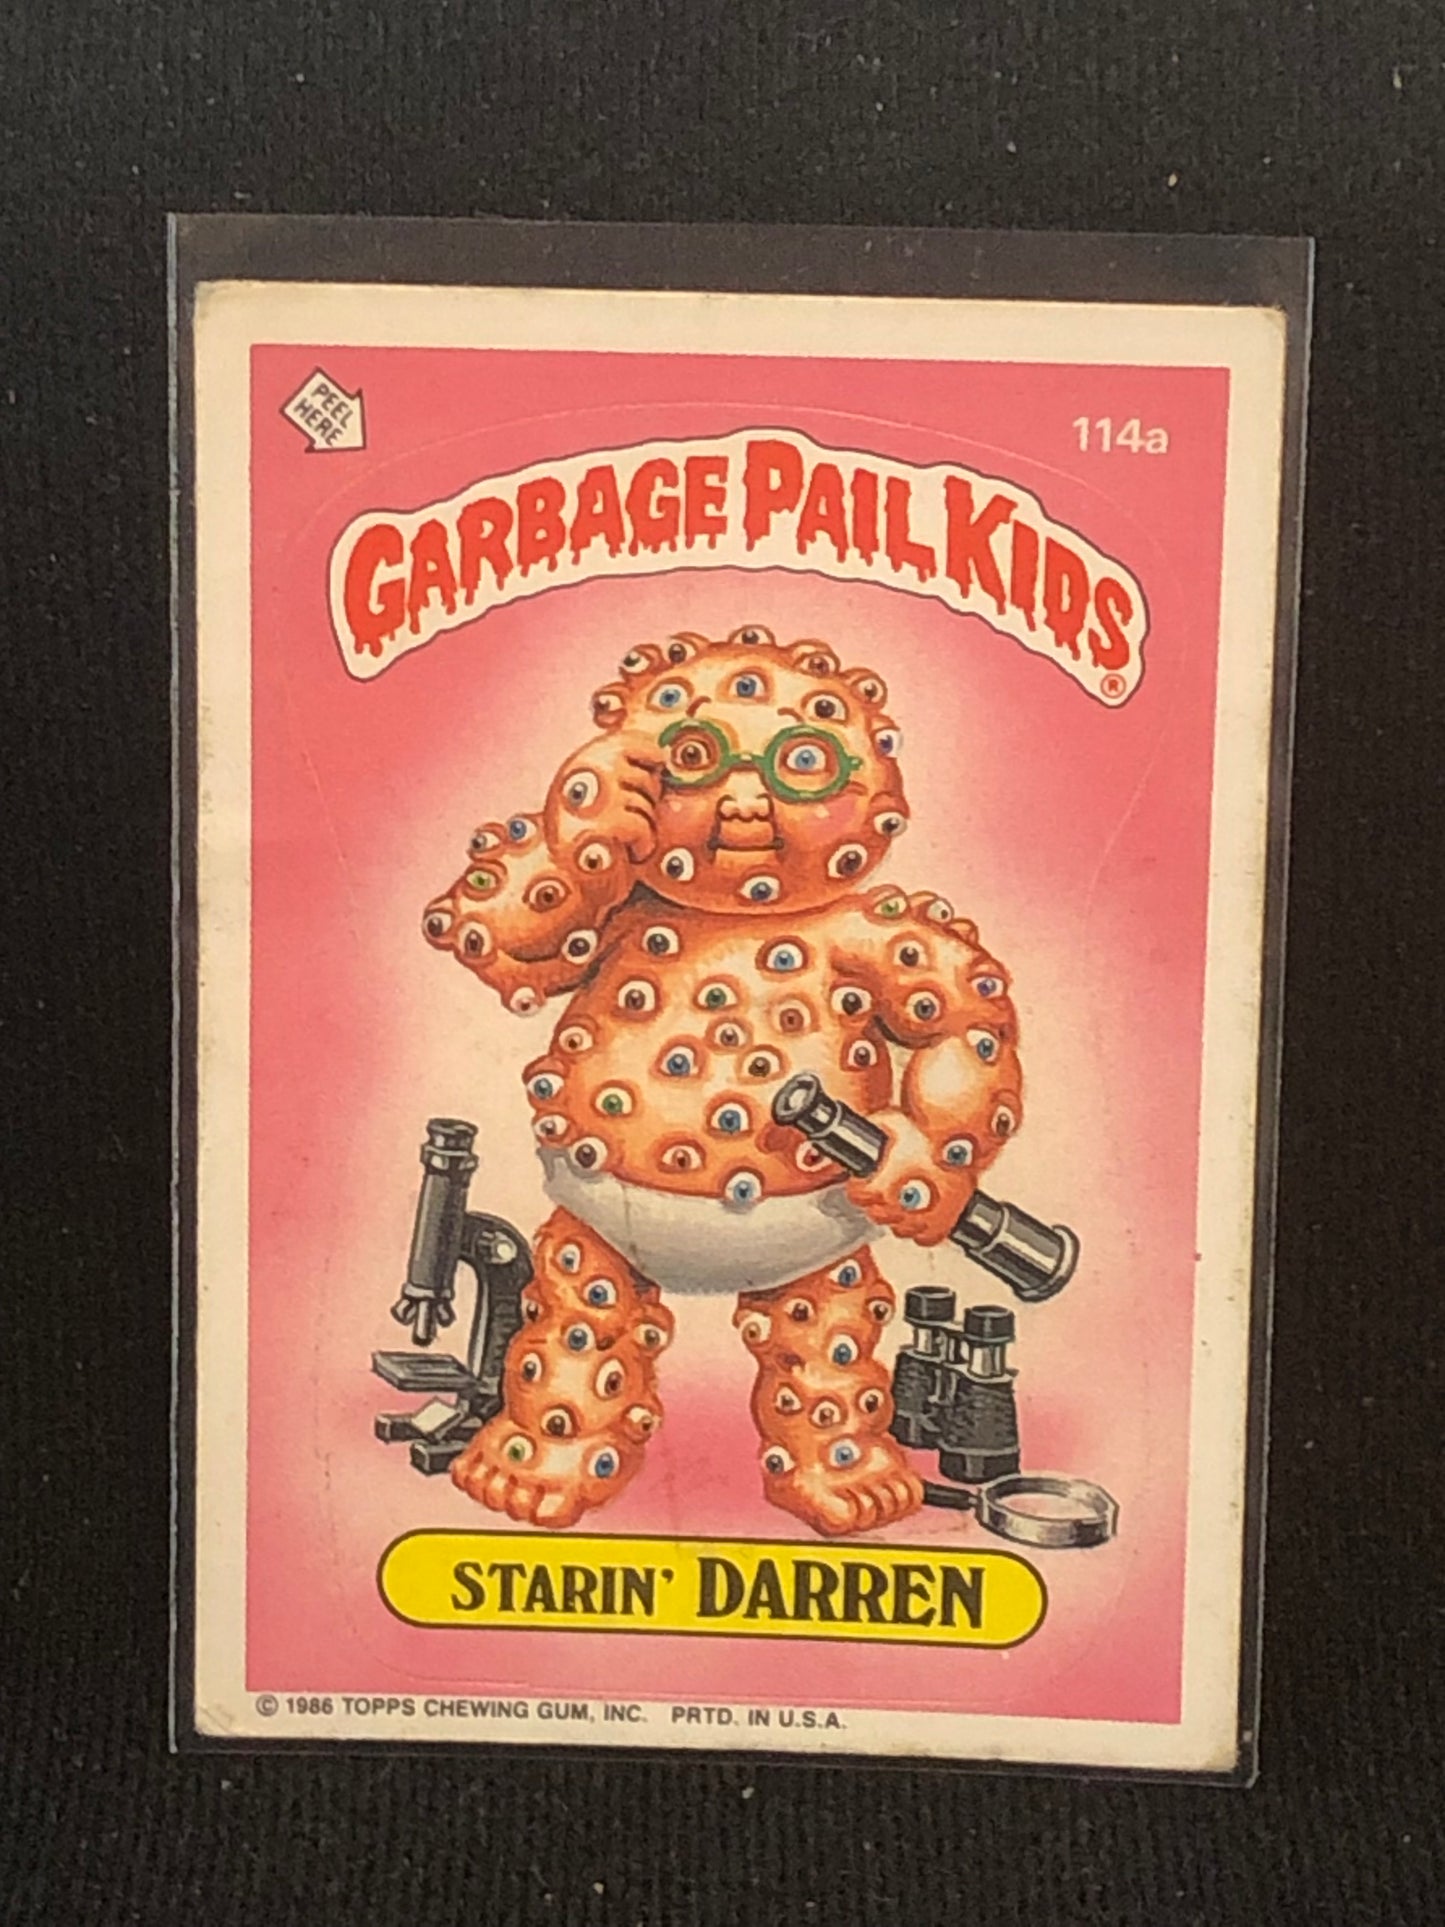 PEEL
HERE
114a
GARBAGE PAIL KIDS
®
STARIN' DARREN
© 1986 TOPPS CHEWING GUM, INC. PRTD. IN U.S.A.